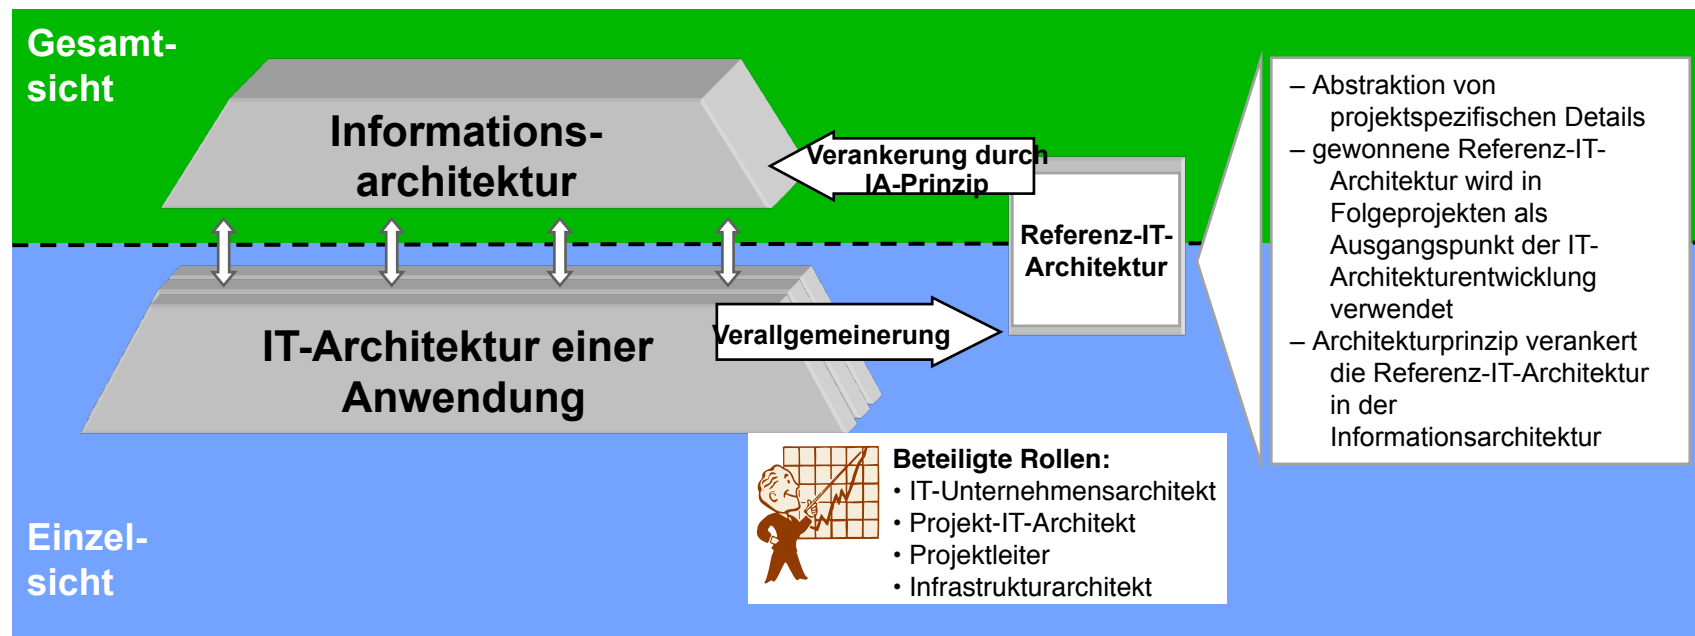 Gesamt-
sicht
Informations-
architektur
Verankerung durch
IA-Prinzip
Referenz-IT-
Architektur
– Abstraktion von
projektspezifischen Details
– gewonnene Referenz-IT-
Architektur wird in
Folgeprojekten als
Ausgangspunkt der IT-
Architekturentwicklung
verwendet
– Architekturprinzip verankert
die Referenz-IT-Architektur
in der
Informationsarchitektur
IT-Architektur einer
Anwendung
Verallgemeinerung
Beteiligte Rollen:
• IT-Unternehmensarchitekt
• Projekt-IT-Architekt
• Projektleiter
• Infrastrukturarchitekt
Einzel-
sicht